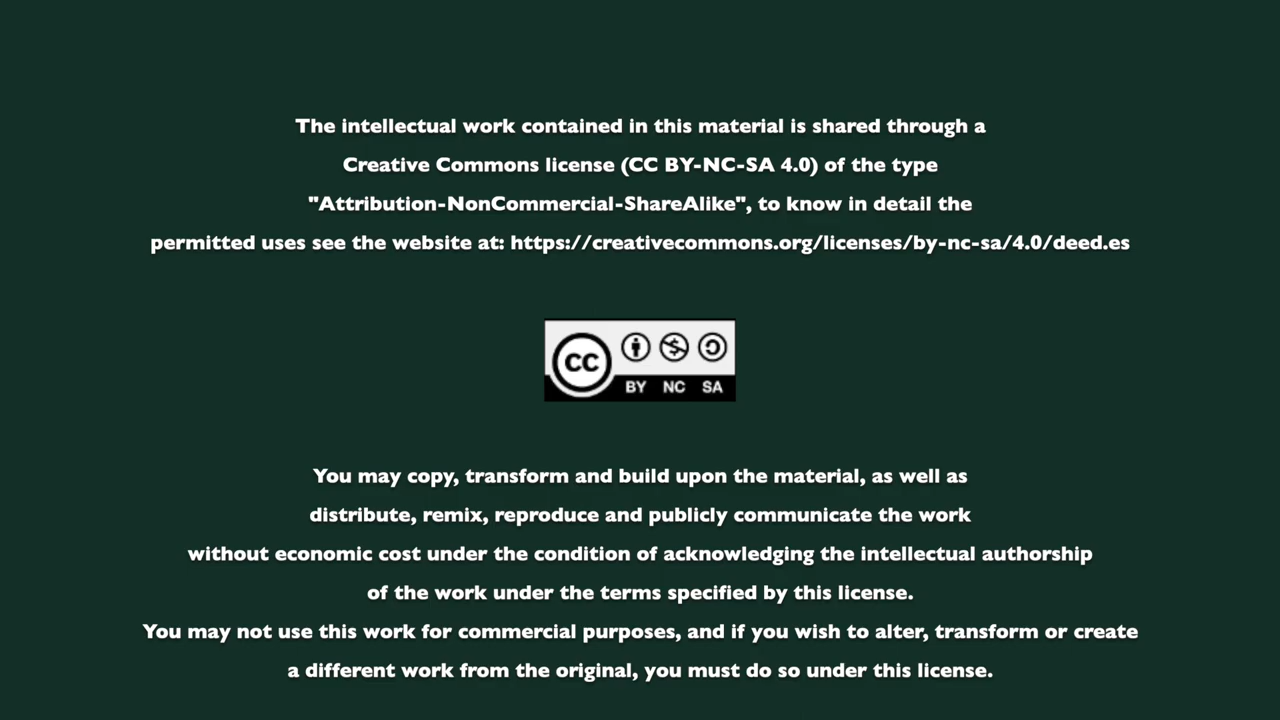 The intellectual work contained in this material is shared through a
Creative Commons license (CC BY-NC-SA 4.0) of the type
"Attribution-NonCommercial-ShareAlike", to know in detail the
permitted uses see the website at: https://creativecommons.org/licenses/by-nc-sa/4.0/deed.es
CC
BY NC SA
You may copy, transform and build upon the material, as well as
distribute, remix, reproduce and publicly communicate the work
without economic cost under the condition of acknowledging the intellectual authorship
of the work under the terms specified by this license.
You may not use this work for commercial purposes, and if you wish to alter, transform or create
a different work from the original, you must do so under this license.